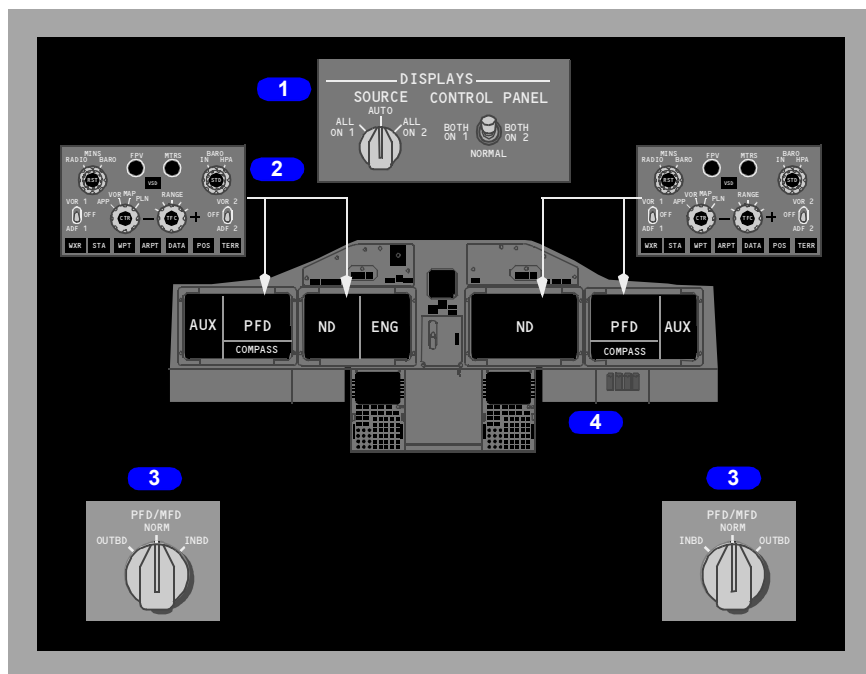 1
DISPLAYS
SOURCE CONTROL PANEL
AUTO
ALL ON 1
ALL ON 2
BOTH ON 1
BOTH ON 2
NORMAL
2
MINS
RADIO BARO
FPV MTRS
BARO
IN HPA
RST
VSD
STD
VOR 1
OFF
ADF 1
APP VOR MAP PLN
CTR
RANGE
TFC
VOR 2
OFF
ADF 2
WXR STA WPT ARPT DATA POS TERR
MINS
RADIO BARO
FPV MTRS
BARO
IN HPA
RST
VSD
STD
VOR 1
OFF
ADF 1
APP VOR MAP PLN
CTR
RANGE
TFC
VOR 2
OFF
ADF 2
WXR STA WPT ARPT DATA POS TERR
AUX PFD ND ENG ND PFD AUX
COMPASS COMPASS
4
3
PFD/MFD
NORM
OUTBD INBD
3
PFD/MFD
NORM
INBD OUTBD